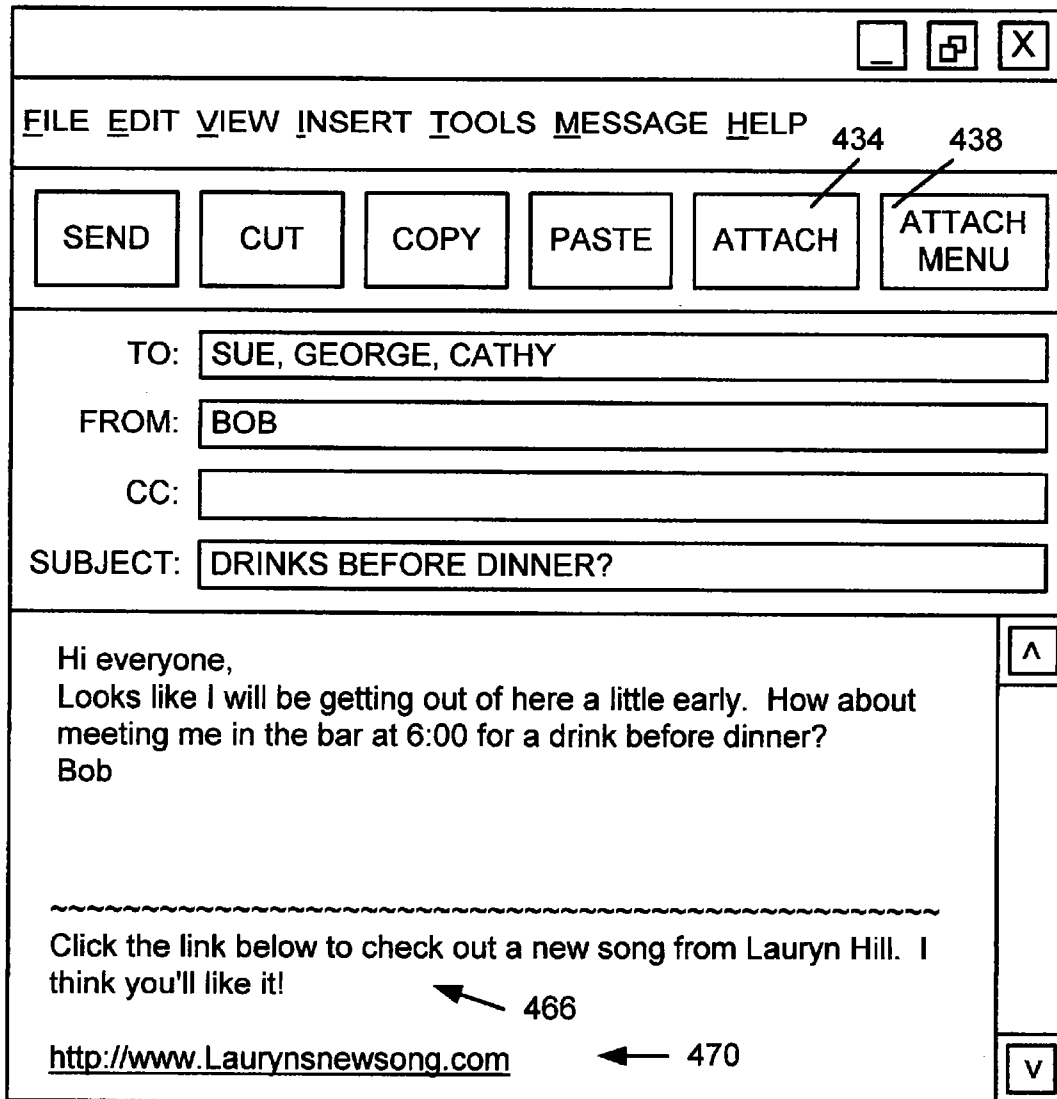 _ X
FILE EDIT VIEW INSERT TOOLS MESSAGE HELP
434 438
SEND CUT COPY PASTE ATTACH ATTACH MENU
TO: SUE, GEORGE, CATHY
FROM: BOB
CC:
SUBJECT: DRINKS BEFORE DINNER?
Hi everyone,
Looks like I will be getting out of here a little early. How about
meeting me in the bar at 6:00 for a drink before dinner?
Bob
~~~~~~~~~~~~~~~~~~~~~~~~~~~~~~~~~~~~~~~~~~~~~~~~~
Click the link below to check out a new song from Lauryn Hill. I
think you'll like it!
466
http://www.Laurynsnewsong.com
470